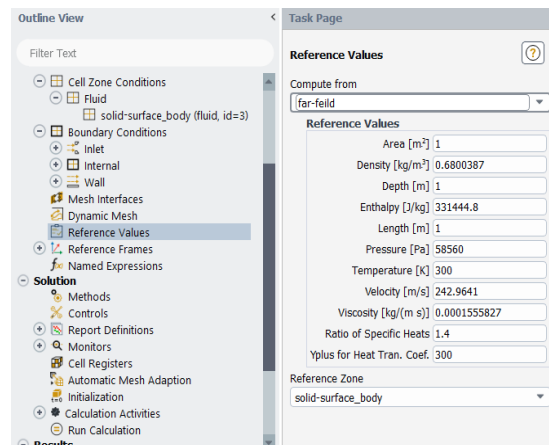 Outline View
<
Filter Text
Cell Zone Conditions
Fluid
solid-surface_body (fluid, id=3)
Boundary Conditions
Inlet
Internal
Wall
Mesh Interfaces
Dynamic Mesh
Reference Values
Reference Frames
Named Expressions
Solution
Methods
Controls
Report Definitions
Monitors
Cell Registers
Automatic Mesh Adaption
Initialization
Calculation Activities
Run Calculation
Results
Task Page
Reference Values
?
Compute from
far-feild
Reference Values
Area [m²] 1
Density [kg/m³] 0.6800387
Depth [m] 1
Enthalpy [J/kg] 331444.8
Length [m] 1
Pressure [Pa] 58560
Temperature [K] 300
Velocity [m/s] 242.9641
Viscosity [kg/(m s)] 0.0001555827
Ratio of Specific Heats 1.4
Yplus for Heat Tran. Coef. 300
Reference Zone
solid-surface_body